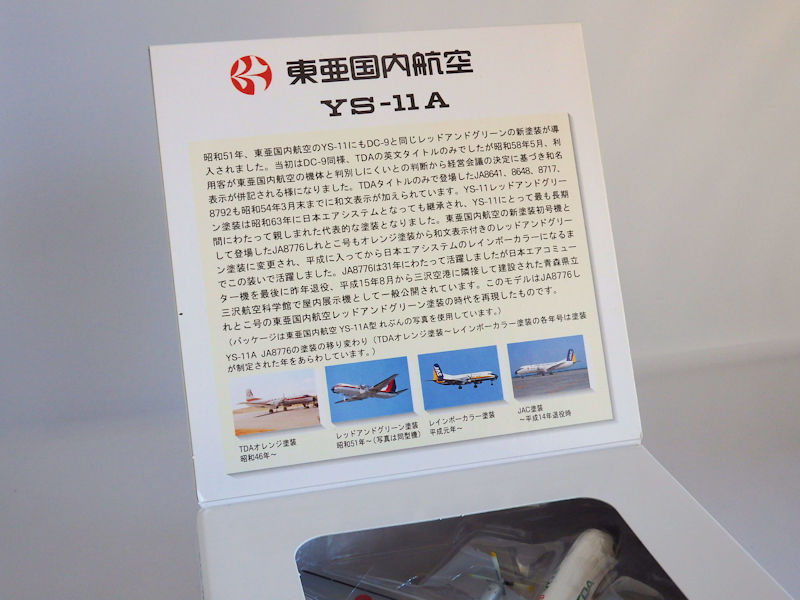 東亜国内航空
YS-11A
昭和51年、東亜国内航空のYS-11にもDC-9と同じレッドアンドグリーンの新塗装が導
入されました。当初はDC-9同様、TDAの英文タイトルのみでしたが昭和58年5月、利
用客が東亜国内航空の機体と判別しにくいとの判断から経営会議の決定に基づき和名
表示が併記される様になりました。TDAタイトルのみで登場したJA8641、8648、8717、
8792も昭和54年3月末までに和文表示が加えられています。YS-11レッドアンドグリー
ン塗装は昭和63年に日本エアシステムとなっても継承され、YS-11にとって最も長期
間にわたって親しまれた代表的な塗装となりました。東亜国内航空の新塗装初号機と
して登場したJA8776しれとこ号もオレンジ塗装から和文表示付きのレッドアンドグリー
ン塗装に変更され、平成に入ってから日本エアシステムのレインボーカラーになるま
でこの装いで活躍しました。JA8776は31年にわたって活躍しましたが日本エアコミュー
ター機を最後に昨年退役、平成15年8月から三沢空港に隣接して建設された青森県立
三沢航空科学館で屋内展示機として一般公開されています。このモデルはJA8776し
れとこ号の東亜国内航空レッドアンドグリーン塗装の時代を再現したものです。
（パッケージは東亜国内航空 YS-11A型 れぶんの写真を使用しています。）
YS-11A JA8776の塗装の移り変わり（TDAオレンジ塗装～レインボーカラー塗装の各年号は塗装
が制定された年をあらわしています。）
TDAオレンジ塗装
昭和46年～
レッドアンドグリーン塗装
昭和51年～（写真は同型機）
レインボーカラー塗装
平成元年～
JAC塗装
～平成14年退役時
TDA